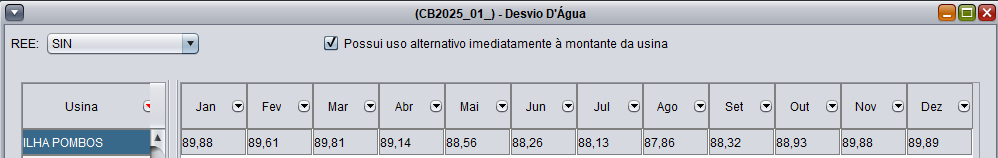 (CB2025_01_) - Desvio D'Água
REE: SIN Possui uso alternativo imediatamente à montante da usina
Usina Jan Fev Mar Abr Mai Jun Jul Ago Set Out Nov Dez
ILHA POMBOS 89,88 89,61 89,81 89,14 88,56 88,26 88,13 87,86 88,32 88,93 89,88 89,89